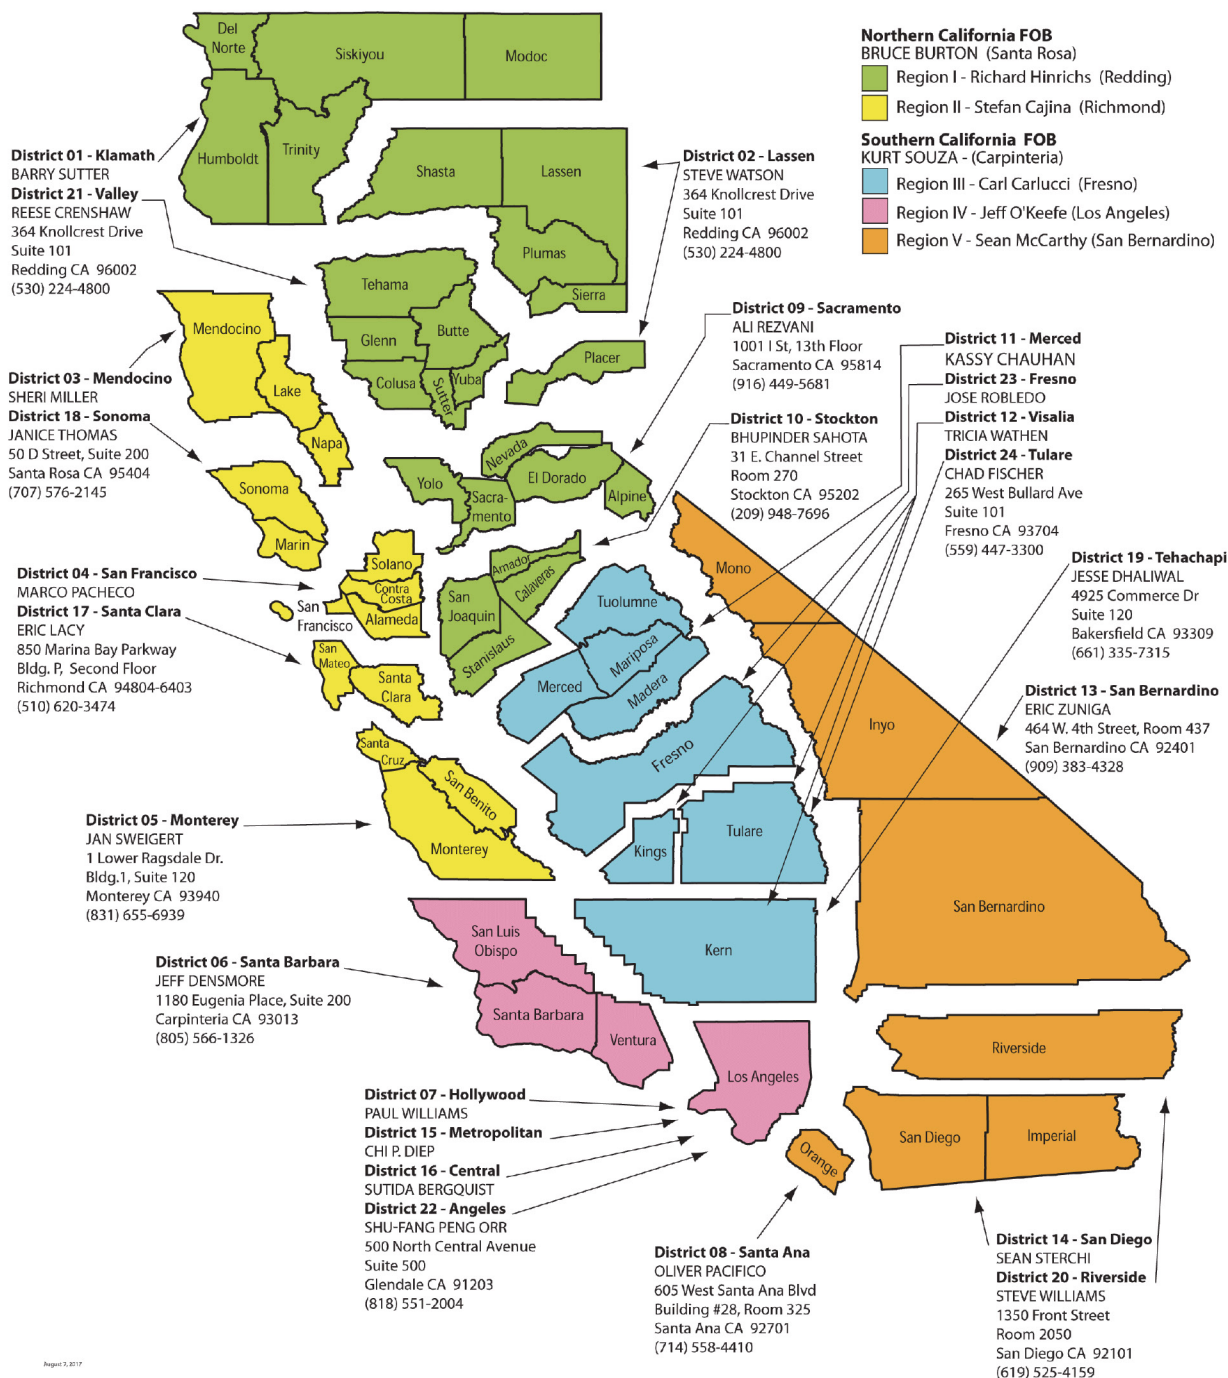 Northern California FOB
BRUCE BURTON (Santa Rosa)
Region I - Richard Hinrichs (Redding)
Region II - Stefan Cajina (Richmond)
Southern California FOB
KURT SOUZA - (Carpinteria)
Region III - Carl Carlucci (Fresno)
Region IV - Jeff O'Keefe (Los Angeles)
Region V - Sean McCarthy (San Bernardino)
Del
Norte
Siskiyou
Modoc
Humboldt
Trinity
Shasta
Lassen
Plumas
Sierra
District 01 - Klamath
BARRY SUTTER
District 21 - Valley
REESE CRENSHAW
364 Knollcrest Drive
Suite 101
Redding CA 96002
(530) 224-4800
District 02 - Lassen
STEVE WATSON
364 Knollcrest Drive
Suite 101
Redding CA 96002
(530) 224-4800
Tehama
Glenn
Butte
Colusa
Sutter
Yuba
Placer
Mendocino
Lake
Napa
District 03 - Mendocino
SHERI MILLER
District 18 - Sonoma
JANICE THOMAS
50 D Street, Suite 200
Santa Rosa CA 95404
(707) 576-2145
District 09 - Sacramento
ALI REZVANI
1001 I St, 13th Floor
Sacramento CA 95814
(916) 449-5681
District 10 - Stockton
BHUPINDER SAHOTA
31 E. Channel Street
Room 270
Stockton CA 95202
(209) 948-7696
District 11 - Merced
KASSY CHAUHAN
District 23 - Fresno
JOSE ROBLEDO
District 12 - Visalia
TRICIA WATHEN
District 24 - Tulare
CHAD FISCHER
265 West Bullard Ave
Suite 101
Fresno CA 93704
(559) 447-3300
Nevada
Yolo
Sacra-
mento
El Dorado
Alpine
Sonoma
Marin
Solano
Contra
Costa
Alameda
San
Francisco
Amador
Calaveras
San
Joaquin
Stanislaus
Tuolumne
Mariposa
Merced
Madera
Mono
Inyo
District 04 - San Francisco
MARCO PACHECO
District 17 - Santa Clara
ERIC LACY
850 Marina Bay Parkway
Bldg. P, Second Floor
Richmond CA 94804-6403
(510) 620-3474
District 19 - Tehachapi
JESSE DHALIWAL
4925 Commerce Dr
Suite 120
Bakersfield CA 93309
(661) 335-7315
District 13 - San Bernardino
ERIC ZUNIGA
464 W. 4th Street, Room 437
San Bernardino CA 92401
(909) 383-4328
San
Mateo
Santa
Clara
Santa
Cruz
San Benito
Monterey
Fresno
Kings
Tulare
Kern
San Bernardino
District 05 - Monterey
JAN SWEIGERT
1 Lower Ragsdale Dr.
Bldg.1, Suite 120
Monterey CA 93940
(831) 655-6939
San Luis
Obispo
Santa Barbara
Ventura
Los Angeles
Riverside
San Diego
Imperial
Orange
District 06 - Santa Barbara
JEFF DENSMORE
1180 Eugenia Place, Suite 200
Carpinteria CA 93013
(805) 566-1326
District 07 - Hollywood
PAUL WILLIAMS
District 15 - Metropolitan
CHI P. DIEP
District 16 - Central
SUTIDA BERGQUIST
District 22 - Angeles
SHU-FANG PENG ORR
500 North Central Avenue
Suite 500
Glendale CA 91203
(818) 551-2004
District 08 - Santa Ana
OLIVER PACIFICO
605 West Santa Ana Blvd
Building #28, Room 325
Santa Ana CA 92701
(714) 558-4410
District 14 - San Diego
SEAN STERCHI
District 20 - Riverside
STEVE WILLIAMS
1350 Front Street
Room 2050
San Diego CA 92101
(619) 525-4159
August 2, 2017